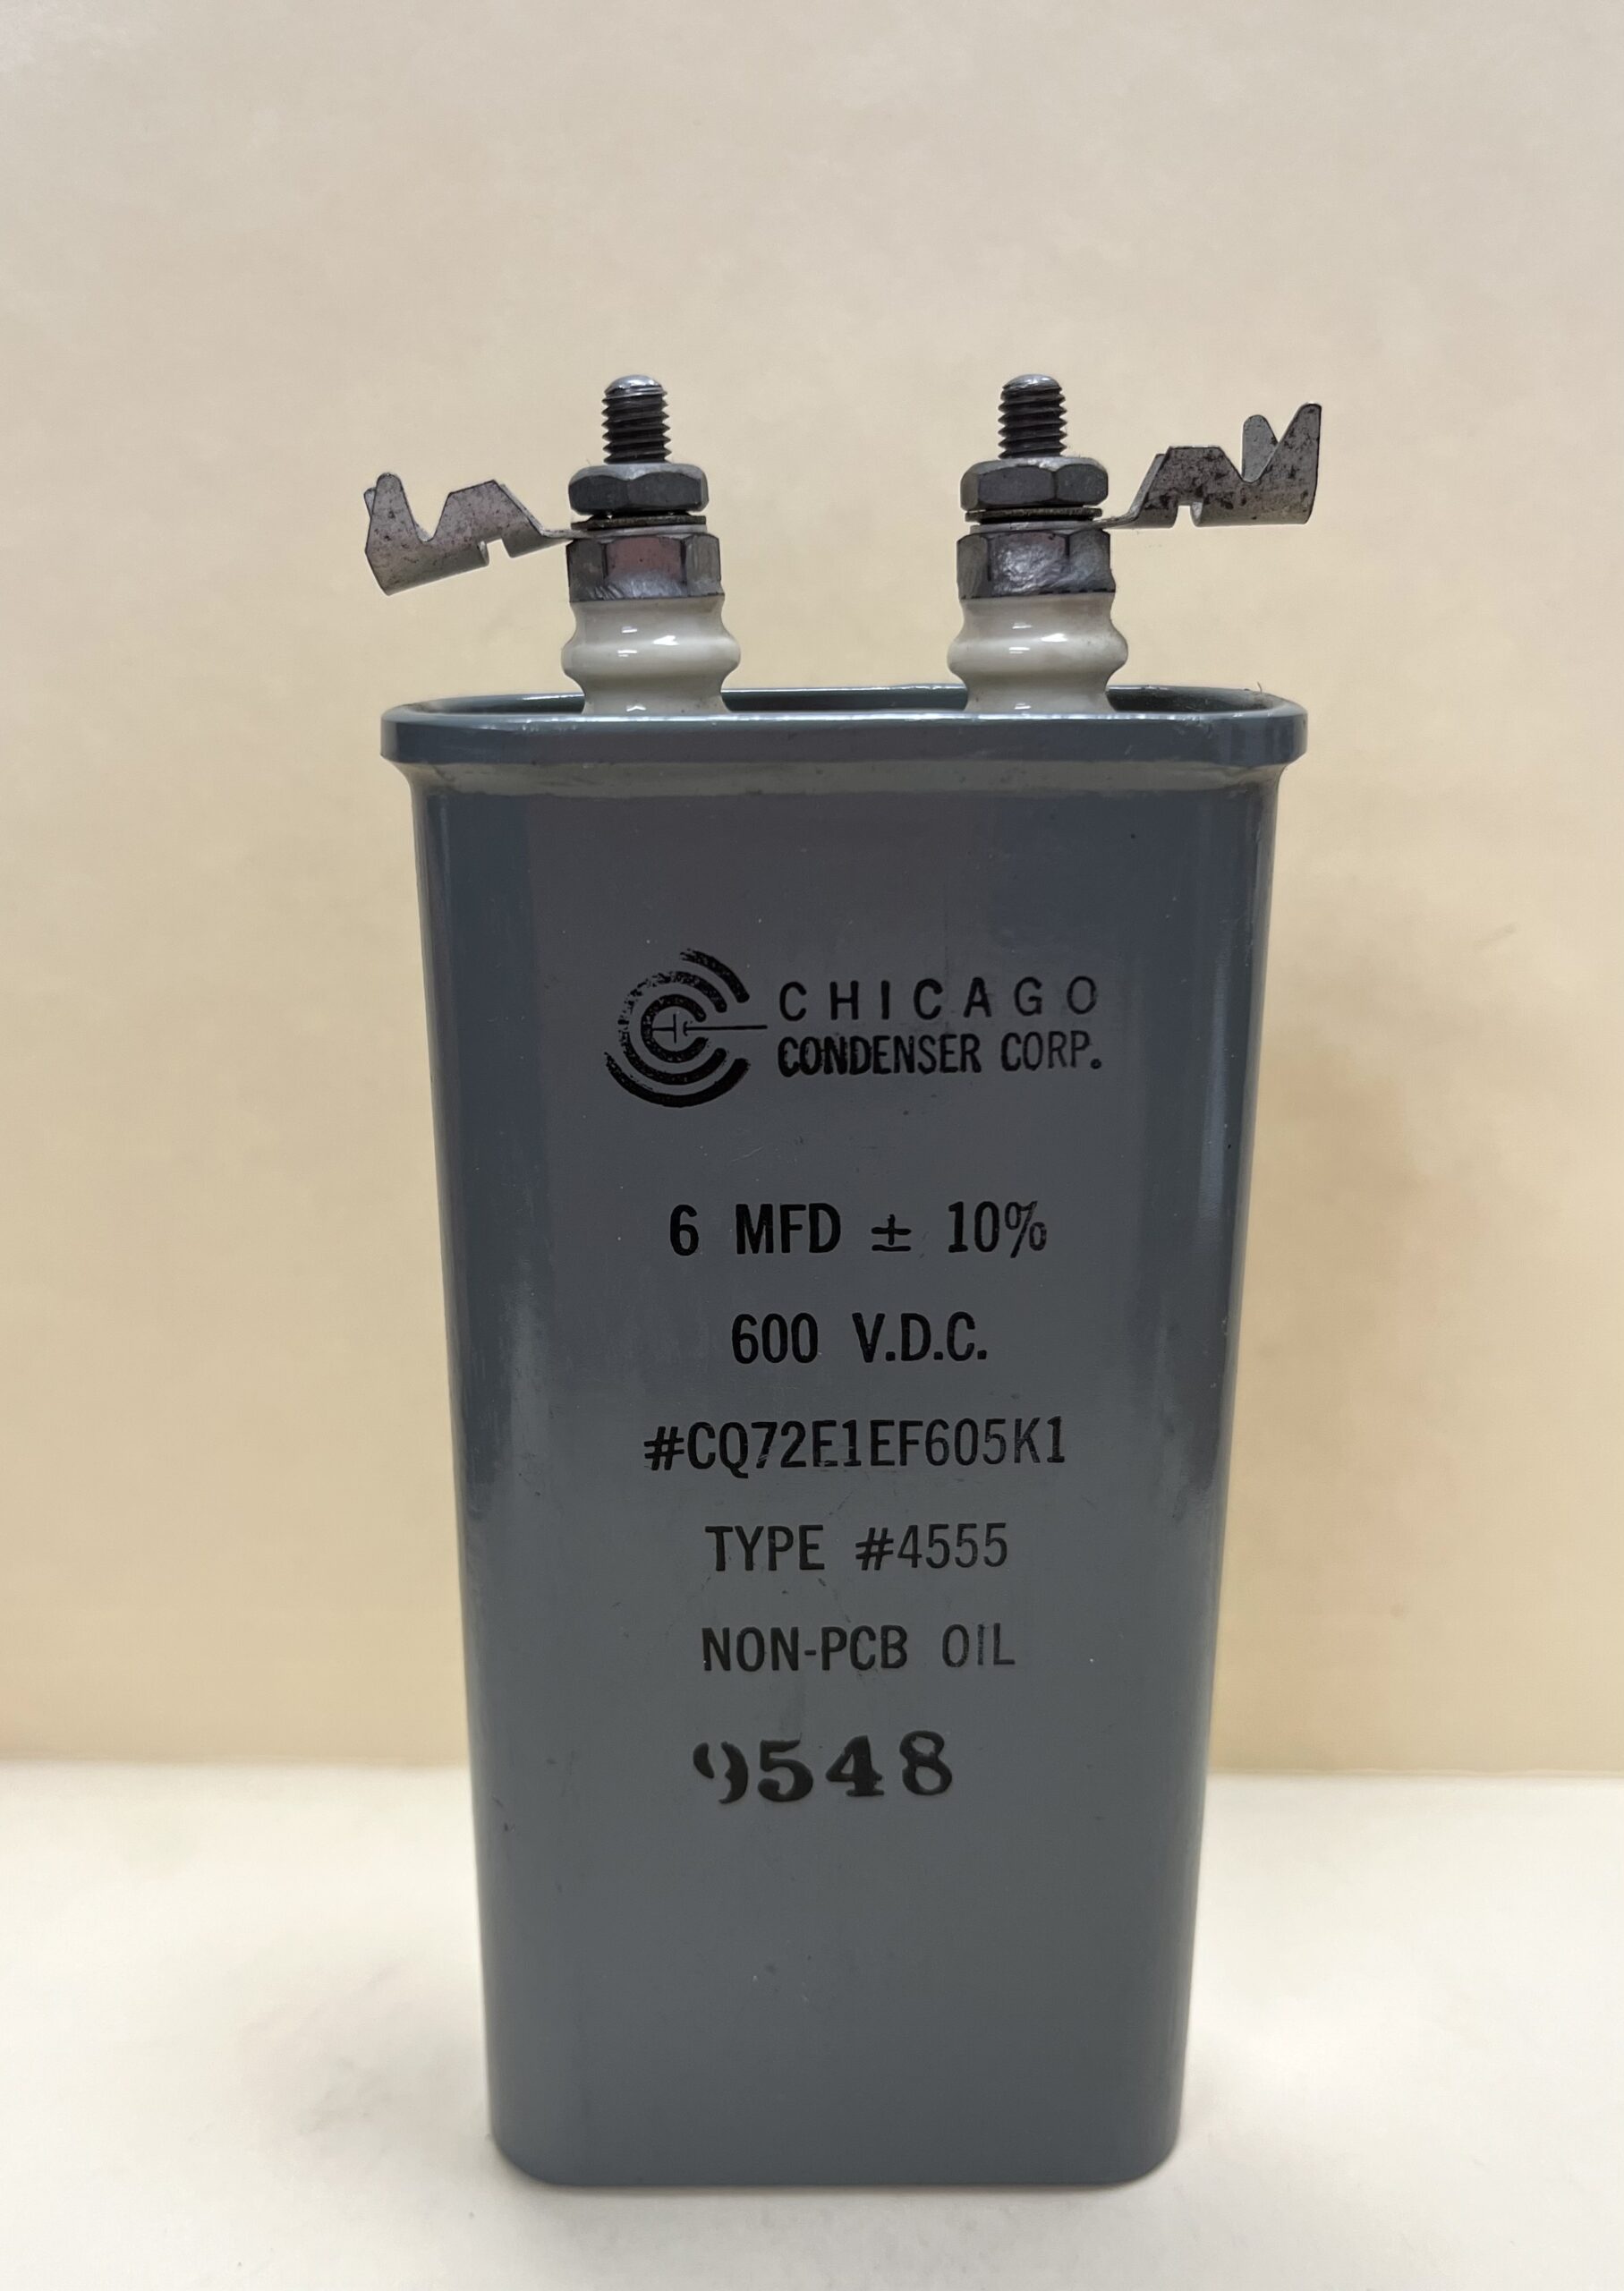 CHICAGO
CONDENSER CORP.
6 MFD ± 10%
600 V.D.C.
#CQ72E1EF605K1
TYPE #4555
NON-PCB OIL
9548